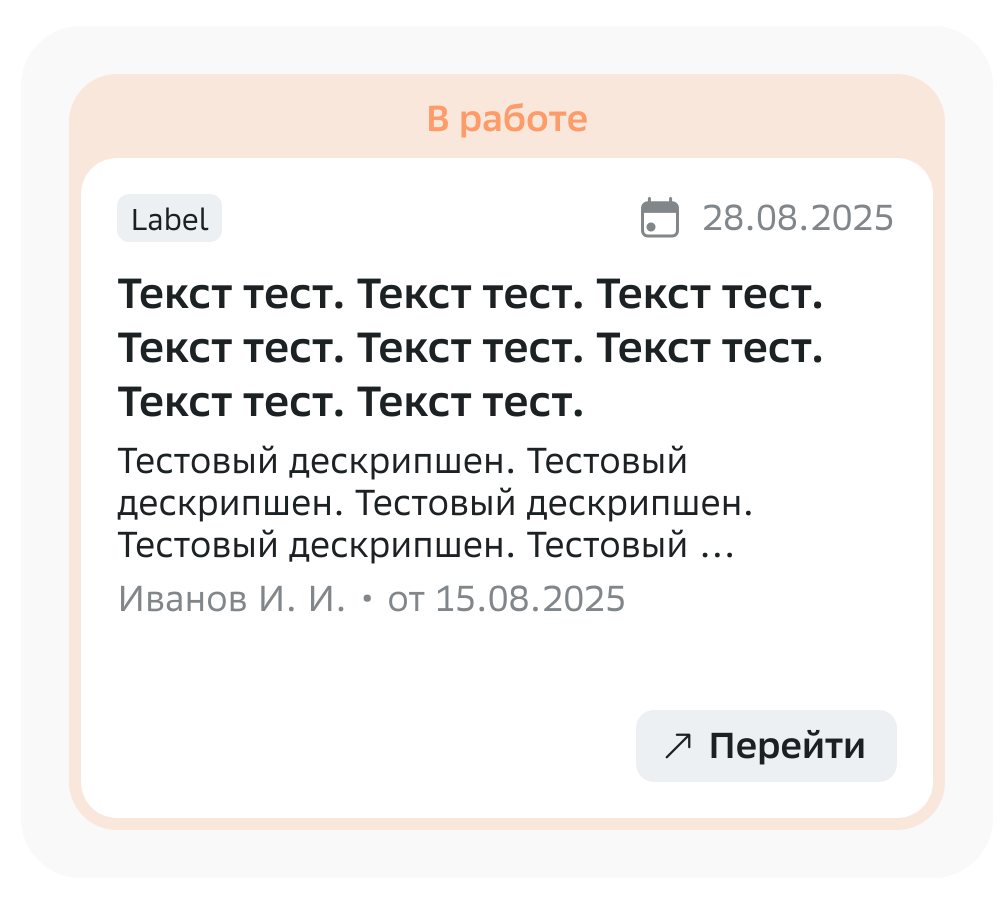 В работе
Label
28.08.2025
Текст тест. Текст тест. Текст тест.
Текст тест. Текст тест. Текст тест.
Текст тест. Текст тест.
Тестовый дескрипшен. Тестовый
дескрипшен. Тестовый дескрипшен.
Тестовый дескрипшен. Тестовый ...
Иванов И. И. • от 15.08.2025
Перейти